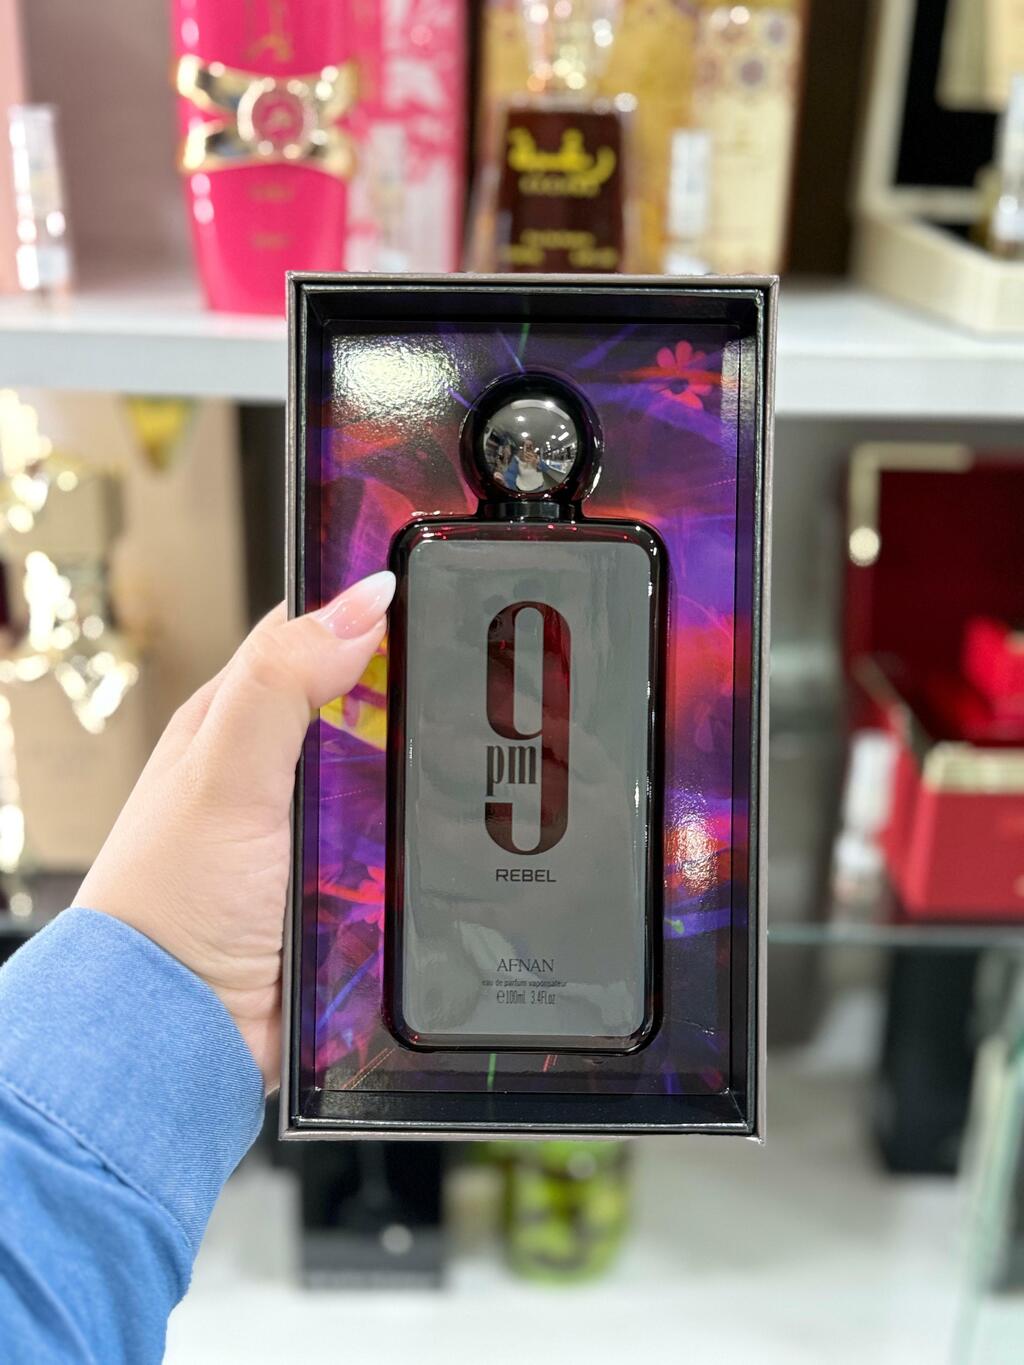 9
pm
REBEL
AFNAN
eau de parfum vaporisateur
℮100ml 3.4Fl.oz